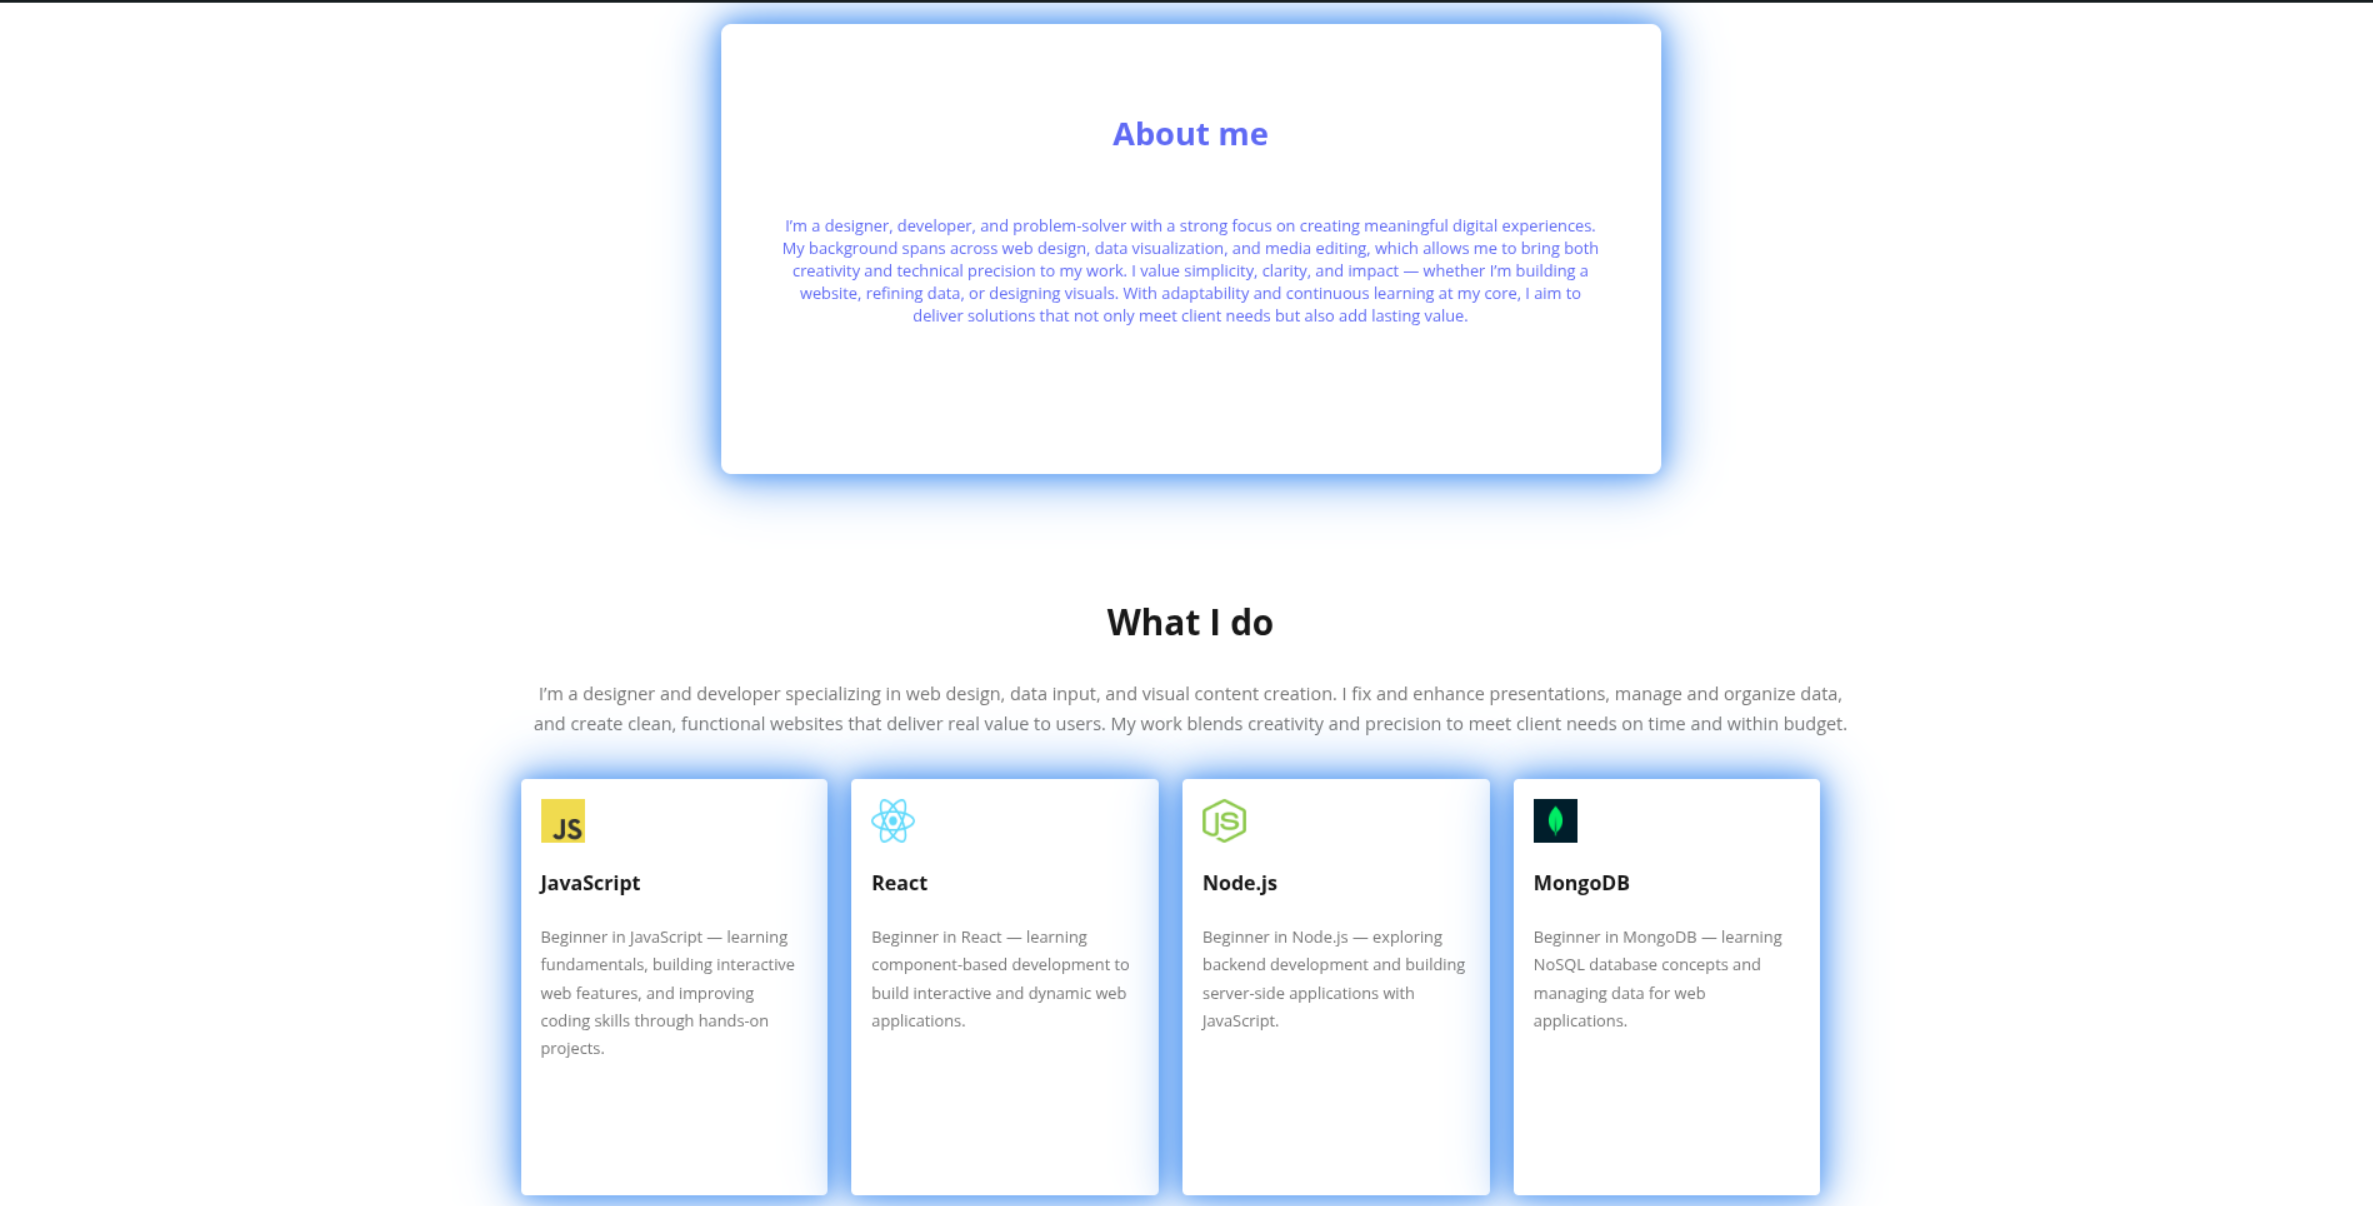 About me
I’m a designer, developer, and problem-solver with a strong focus on creating meaningful digital experiences.
My background spans across web design, data visualization, and media editing, which allows me to bring both
creativity and technical precision to my work. I value simplicity, clarity, and impact — whether I’m building a
website, refining data, or designing visuals. With adaptability and continuous learning at my core, I aim to
deliver solutions that not only meet client needs but also add lasting value.
What I do
I’m a designer and developer specializing in web design, data input, and visual content creation. I fix and enhance presentations, manage and organize data,
and create clean, functional websites that deliver real value to users. My work blends creativity and precision to meet client needs on time and within budget.
JS
JavaScript
Beginner in JavaScript — learning
fundamentals, building interactive
web features, and improving
coding skills through hands-on
projects.
React
Beginner in React — learning
component-based development to
build interactive and dynamic web
applications.
JS
Node.js
Beginner in Node.js — exploring
backend development and building
server-side applications with
JavaScript.
MongoDB
Beginner in MongoDB — learning
NoSQL database concepts and
managing data for web
applications.